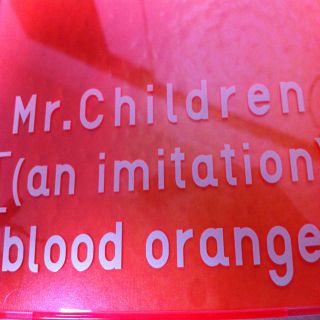 Mr.Children
[(an imitation)
blood orange